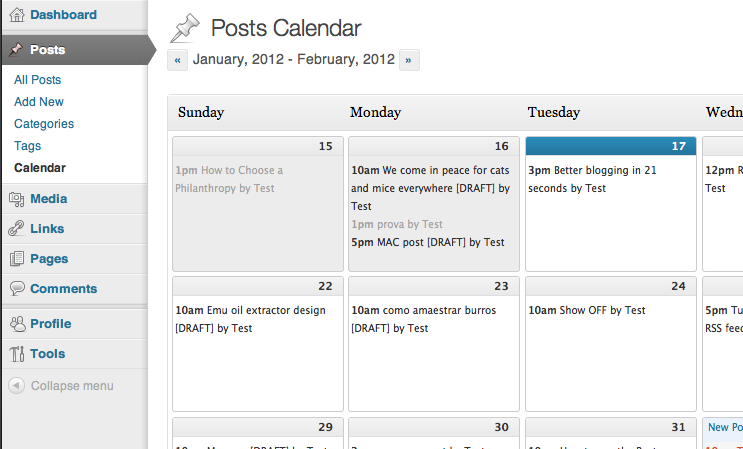 Dashboard
Posts
All Posts
Add New
Categories
Tags
Calendar
Media
Links
Pages
Comments
Profile
Tools
Collapse menu
Posts Calendar
« January, 2012 - February, 2012 »
Sunday
Monday
Tuesday
Wedn
15
1pm How to Choose a
Philanthropy by Test
16
10am We come in peace for cats
and mice everywhere [DRAFT] by
Test
1pm prova by Test
5pm MAC post [DRAFT] by Test
17
3pm Better blogging in 21
seconds by Test
12pm R
Test
22
10am Emu oil extractor design
[DRAFT] by Test
23
10am como amaestrar burros
[DRAFT] by Test
24
10am Show OFF by Test
5pm Tu
RSS feed
29
30
31
New Po